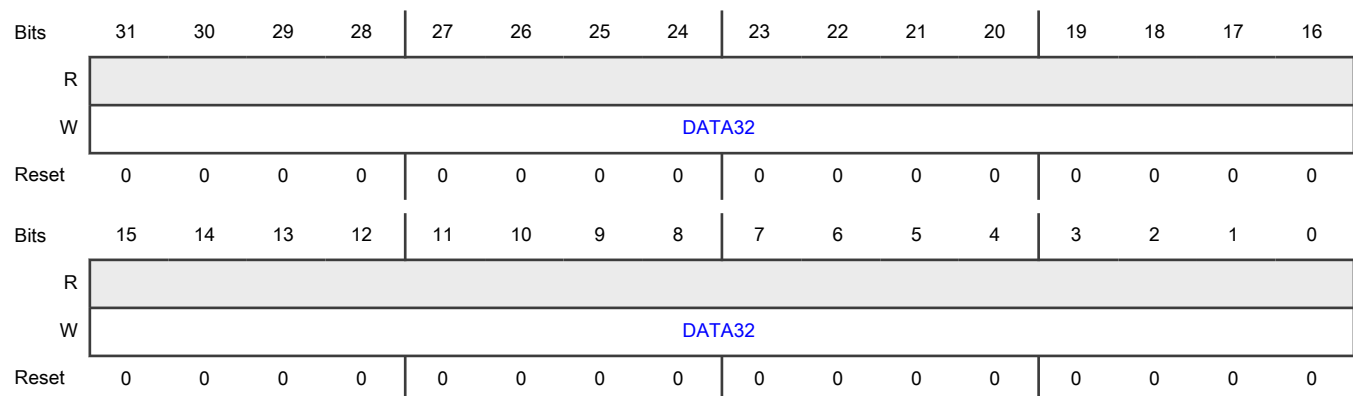 Bits 31 30 29 28 27 26 25 24 23 22 21 20 19 18 17 16
R
W DATA32
Reset 0 0 0 0 0 0 0 0 0 0 0 0 0 0 0 0
Bits 15 14 13 12 11 10 9 8 7 6 5 4 3 2 1 0
R
W DATA32
Reset 0 0 0 0 0 0 0 0 0 0 0 0 0 0 0 0